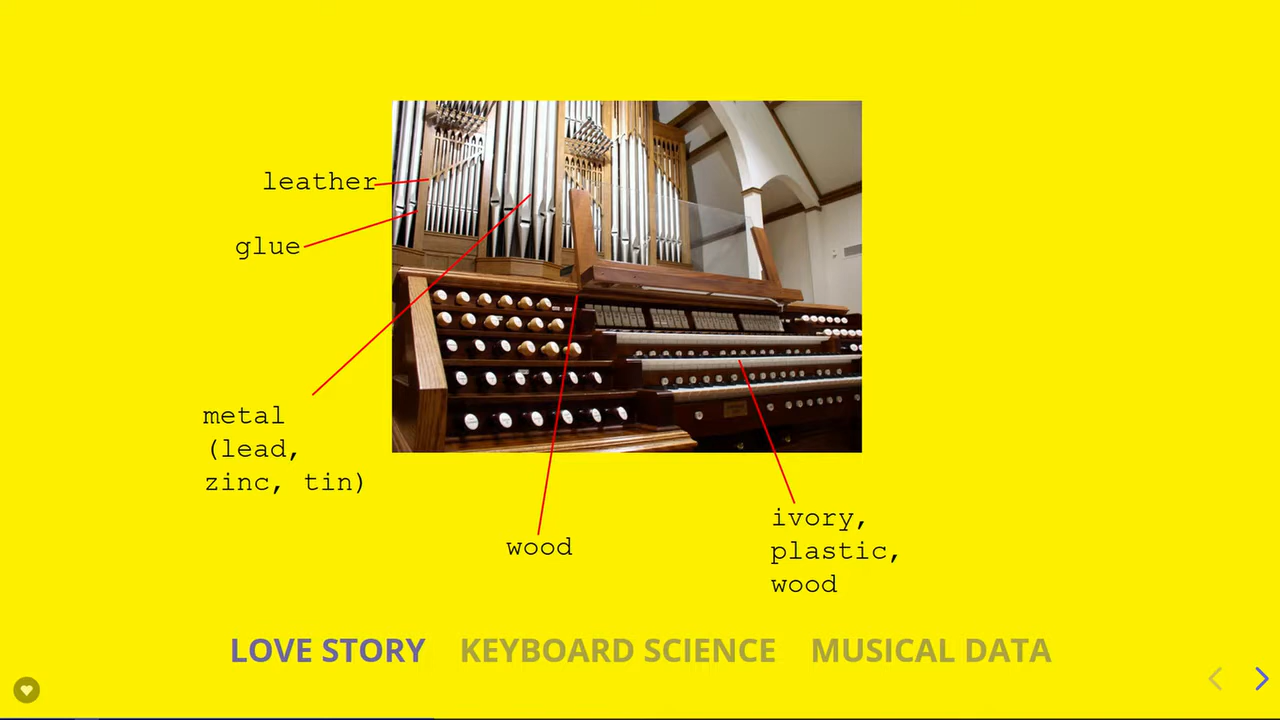 leather
glue
metal
(lead,
zinc, tin)
wood
ivory,
plastic,
wood
LOVE STORY KEYBOARD SCIENCE MUSICAL DATA